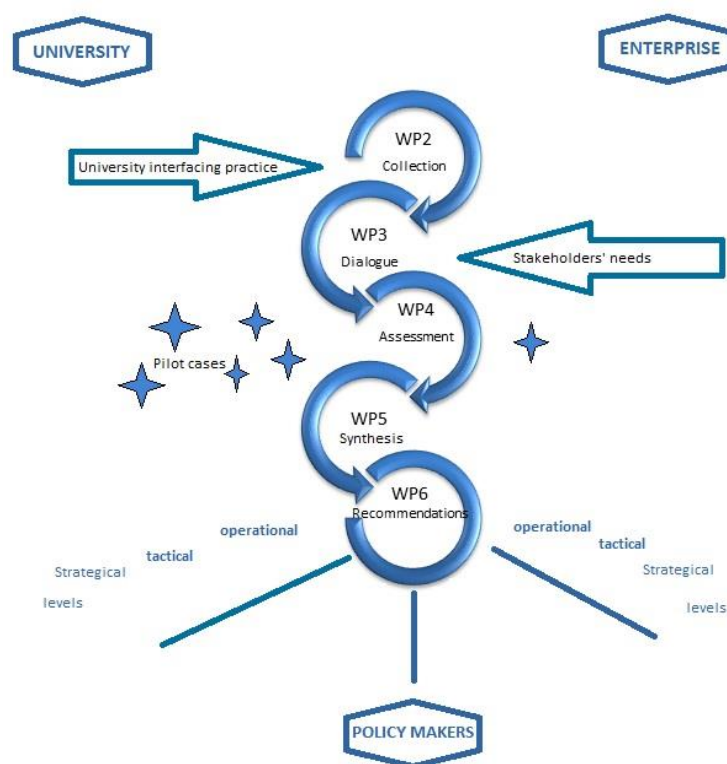 UNIVERSITY
ENTERPRISE
WP2
Collection
University interfacing practice
WP3
Dialogue
Stakeholders' needs
WP4
Assessment
Pilot cases
WP5
Synthesis
WP6
Recommendations
operational
tactical
Strategical
levels
operational
tactical
Strategical
levels
POLICY MAKERS